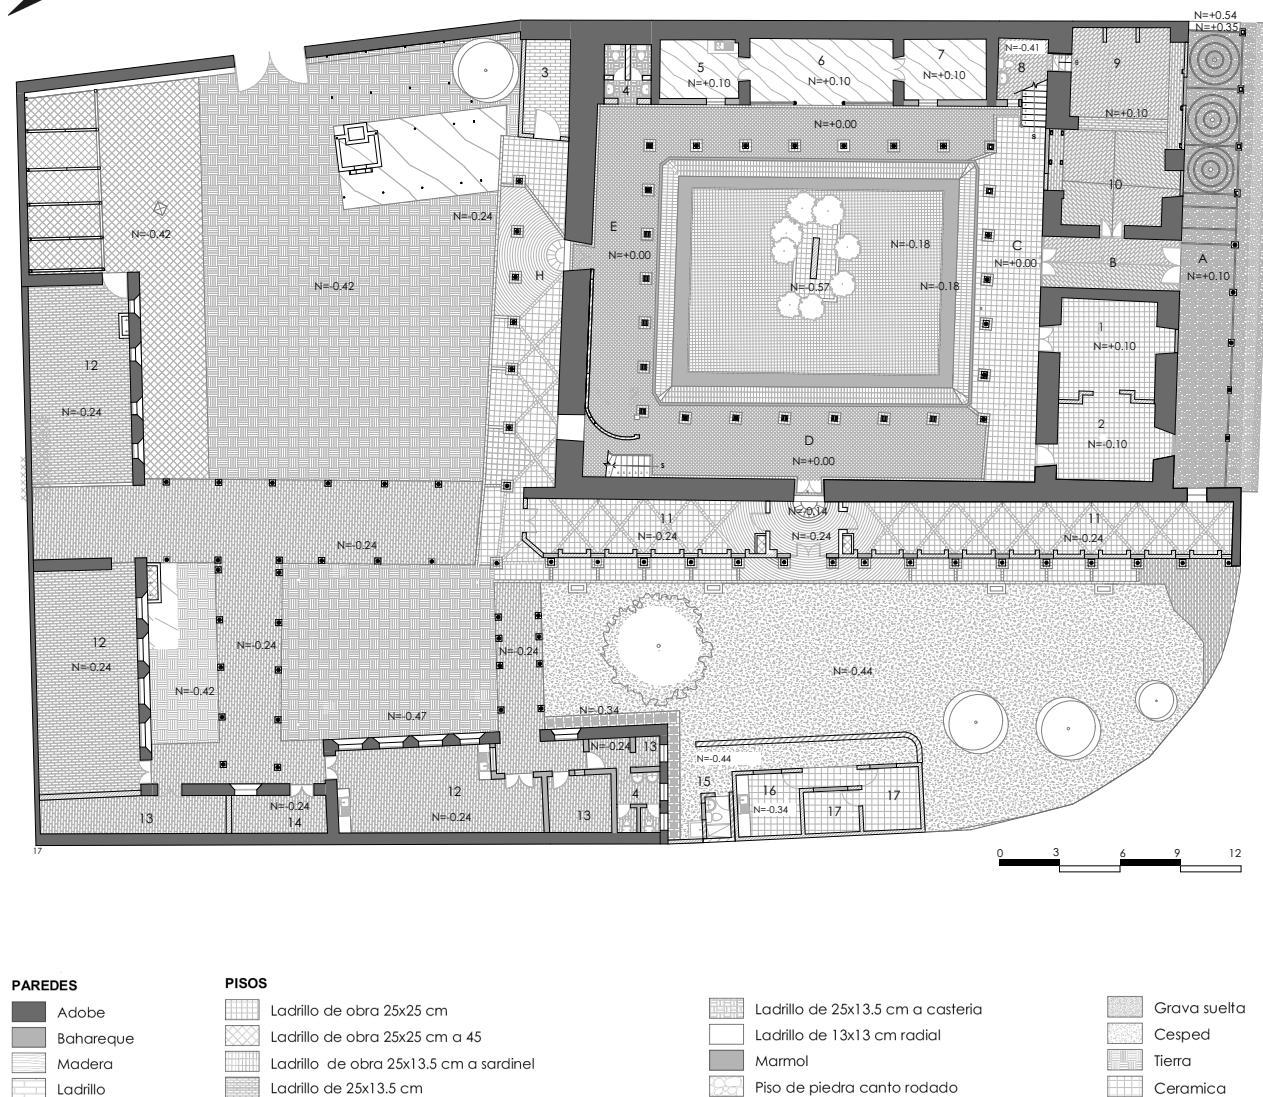 N=+0.54
N=+0.35
N=-0.41
3
5
N=+0.10
6
N=+0.10
7
N=+0.10
8
s
9
N=+0.10
4
N=+0.00
s
10
N=-0.24
N=-0.42
E
N=+0.00
N=-0.18
C
N=+0.00
B
A
N=+0.10
H
N=-0.42
N=-0.57
N=-0.18
1
N=+0.10
12
N=-0.24
2
N=-0.10
D
N=+0.00
s
N=-0.14
11
N=-0.24
N=-0.24
11
N=-0.24
N=-0.24
12
N=-0.24
N=-0.24
N=-0.24
N=-0.44
N=-0.42
N=-0.47
N=-0.34
N=-0.24
13
N=-0.44
15
12
N=-0.24
4
16
N=-0.34
17
17
13
N=-0.24
14
13
17
0 3 6 9 12
PAREDES
Adobe
Bahareque
Madera
Ladrillo
PISOS
Ladrillo de obra 25x25 cm
Ladrillo de obra 25x25 cm a 45
Ladrillo de obra 25x13.5 cm a sardinel
Ladrillo de 25x13.5 cm
Ladrillo de 25x13.5 cm a casteria
Ladrillo de 13x13 cm radial
Marmol
Piso de piedra canto rodado
Grava suelta
Cesped
Tierra
Ceramica